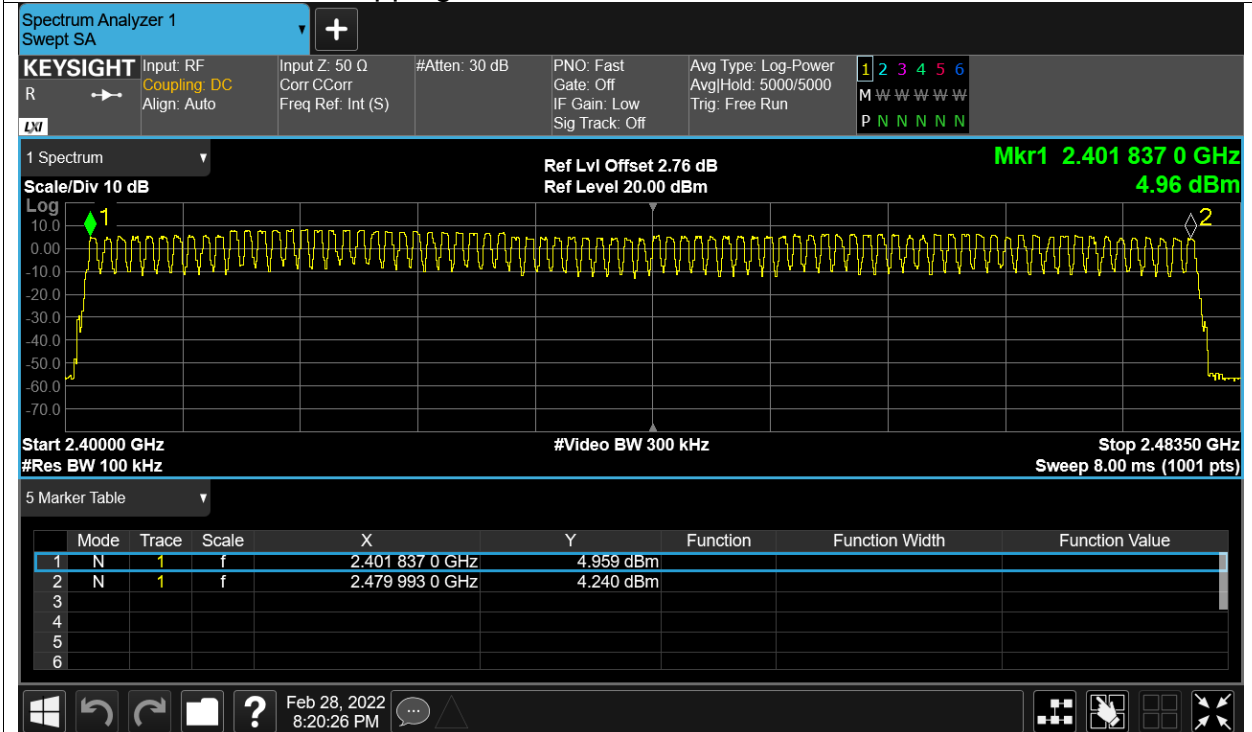 Spectrum Analyzer 1
Swept SA
+
KEYSIGHT
R
LXI
Input: RF
Coupling: DC
Align: Auto
Input Z: 50 Ω
Corr CCorr
Freq Ref: Int (S)
#Atten: 30 dB
PNO: Fast
Gate: Off
IF Gain: Low
Sig Track: Off
Avg Type: Log-Power
Avg|Hold: 5000/5000
Trig: Free Run
1 2 3 4 5 6
M W W W W W
P N N N N N
1 Spectrum
Scale/Div 10 dB
Ref Lvl Offset 2.76 dB
Ref Level 20.00 dBm
Mkr1 2.401 837 0 GHz
4.96 dBm
Log
1
2
10.0
0.00
-10.0
-20.0
-30.0
-40.0
-50.0
-60.0
-70.0
Start 2.40000 GHz
#Res BW 100 kHz
#Video BW 300 kHz
Stop 2.48350 GHz
Sweep 8.00 ms (1001 pts)
5 Marker Table
Mode Trace Scale X Y Function Function Width Function Value
1 N 1 f 2.401 837 0 GHz 4.959 dBm
2 N 1 f 2.479 993 0 GHz 4.240 dBm
3
4
5
6
?
Feb 28, 2022
8:20:26 PM